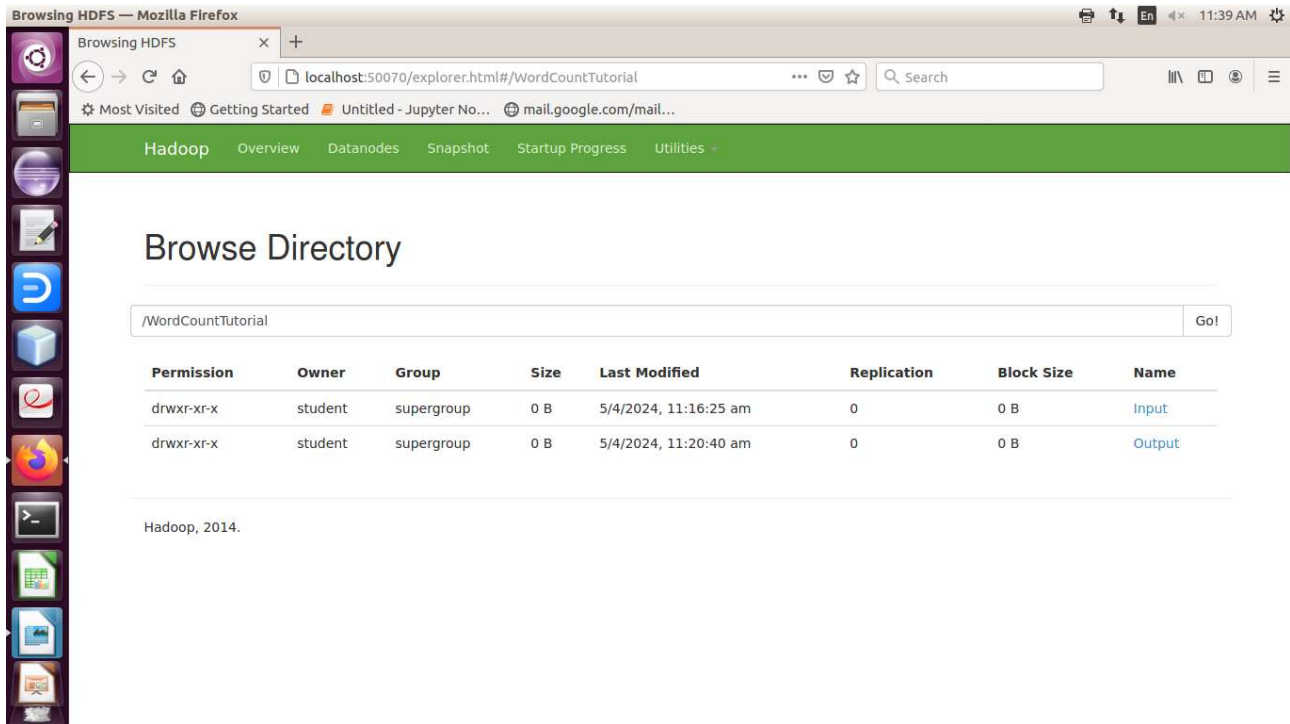 Browsing HDFS — Mozilla Firefox En 11:39 AM
Browsing HDFS × +
localhost:50070/explorer.html#/WordCountTutorial ··· Search
Most Visited Getting Started Untitled - Jupyter No... mail.google.com/mail...
Hadoop Overview Datanodes Snapshot Startup Progress Utilities
Browse Directory
/WordCountTutorial Go!
Permission Owner Group Size Last Modified Replication Block Size Name
drwxr-xr-x student supergroup 0 B 5/4/2024, 11:16:25 am 0 0 B Input
drwxr-xr-x student supergroup 0 B 5/4/2024, 11:20:40 am 0 0 B Output
Hadoop, 2014.